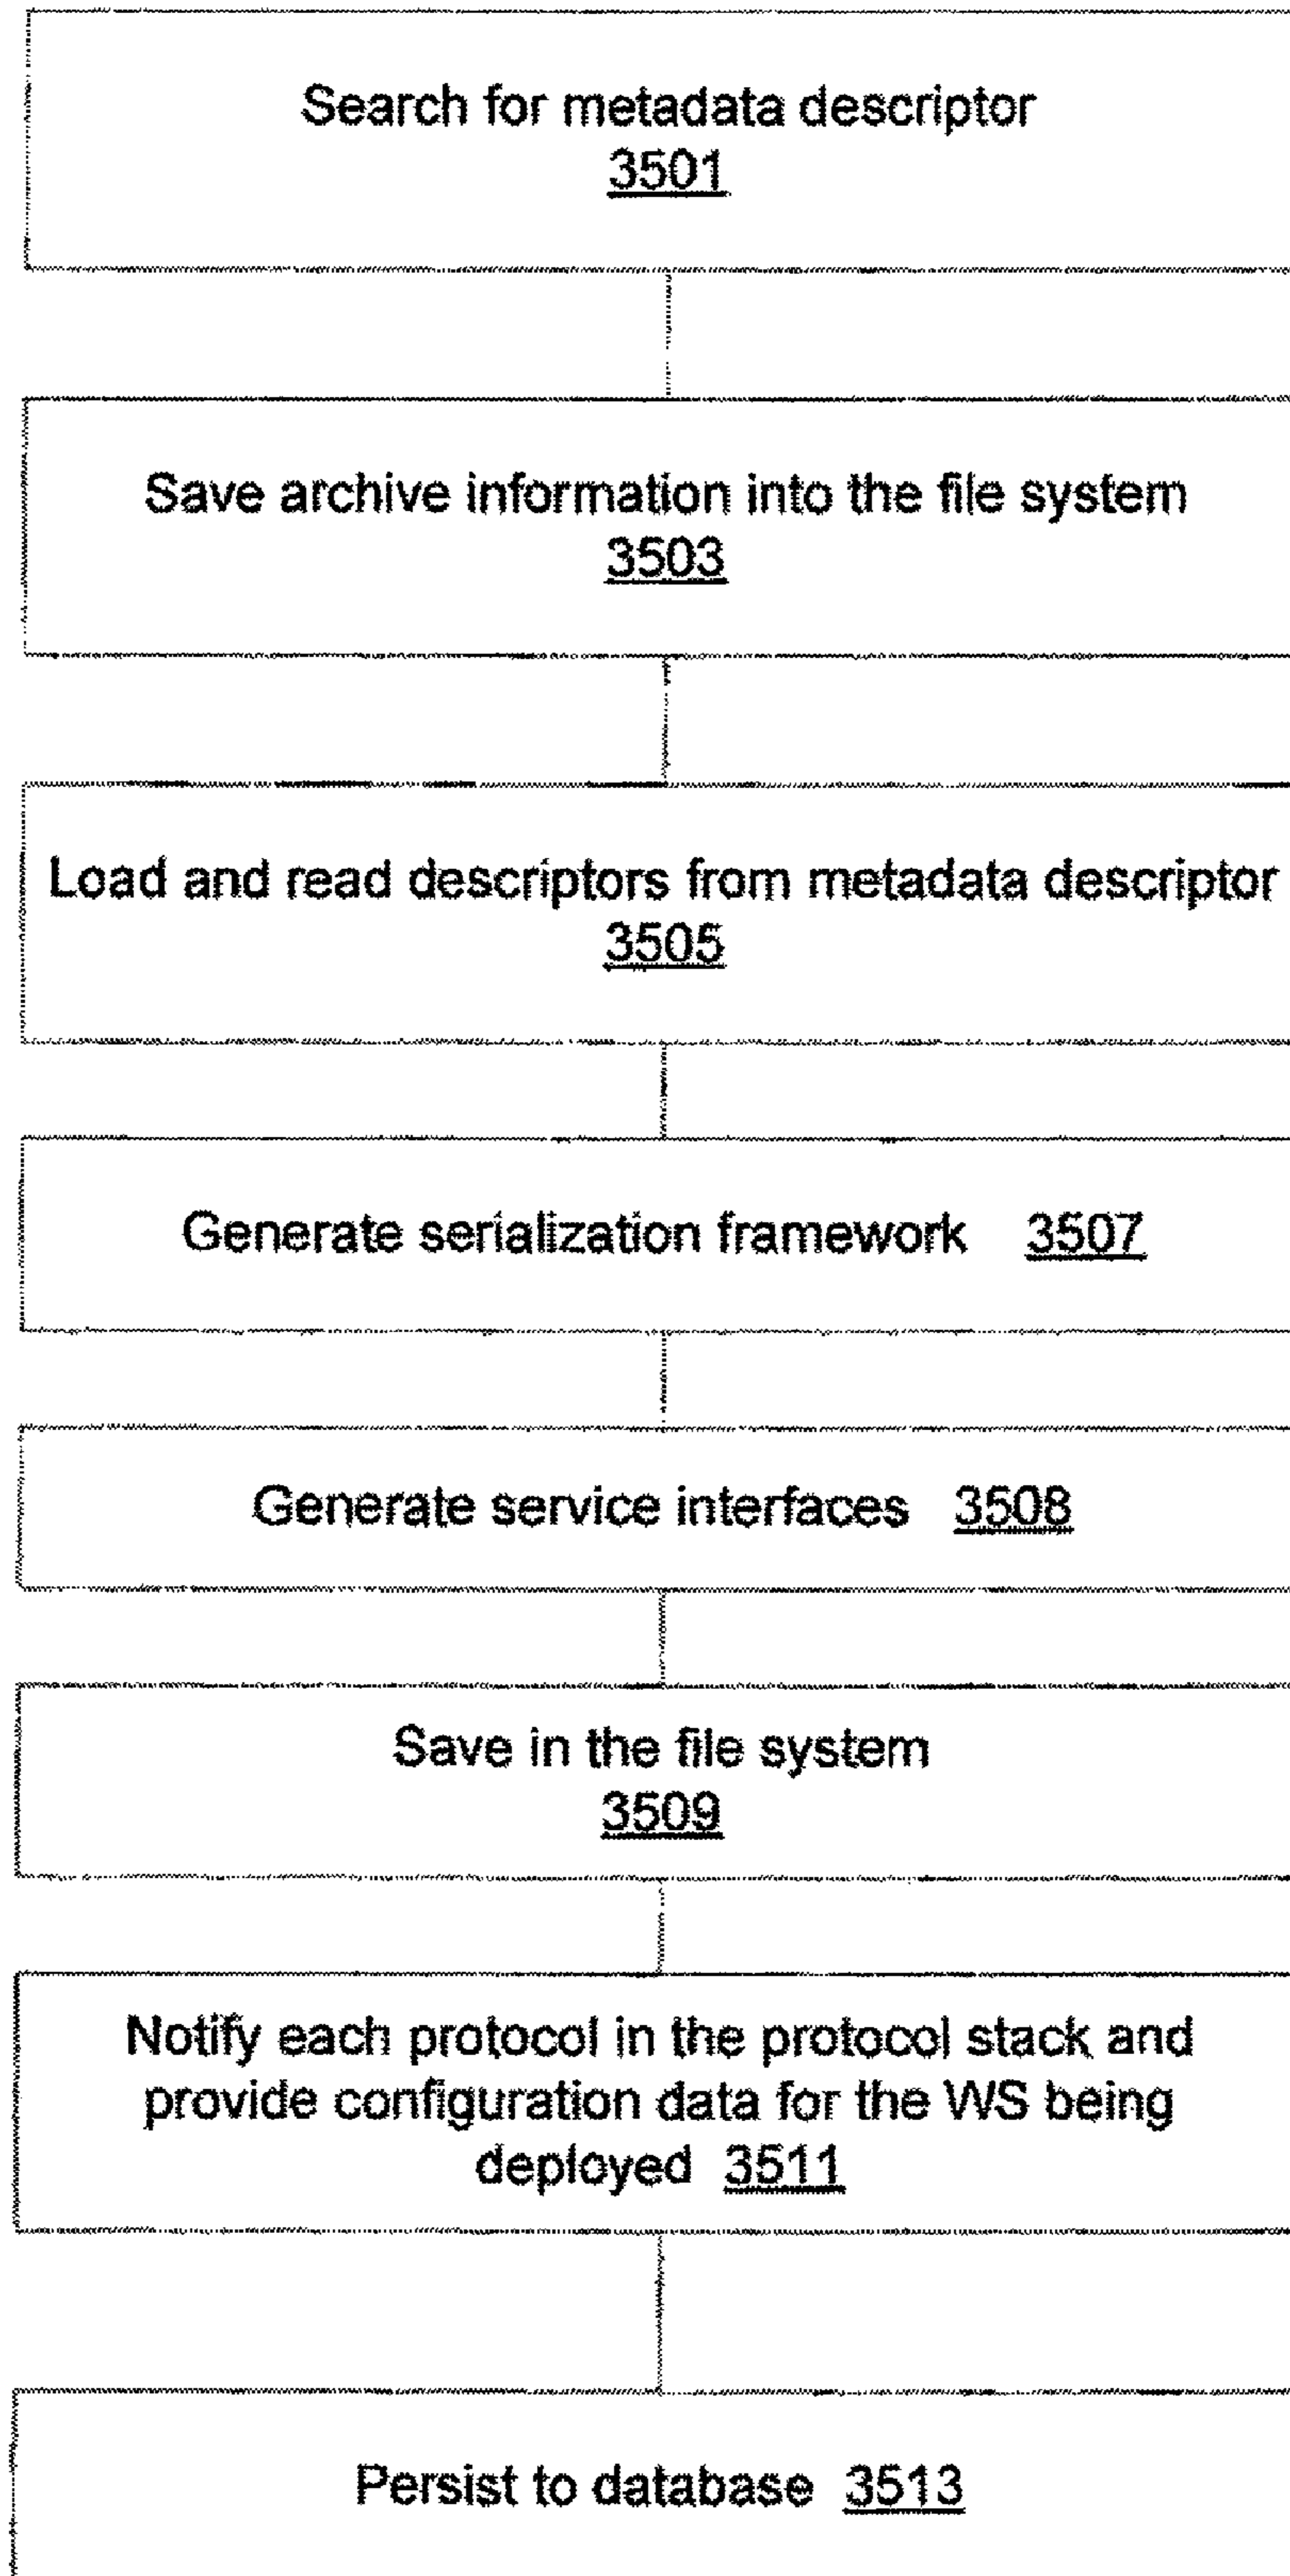 Search for metadata descriptor
3501
Save archive information into the file system
3503
Load and read descriptors from metadata descriptor
3505
Generate serialization framework 3507
Generate service interfaces 3508
Save in the file system
3509
Notify each protocol in the protocol stack and
provide configuration data for the WS being
deployed 3511
Persist to database 3513